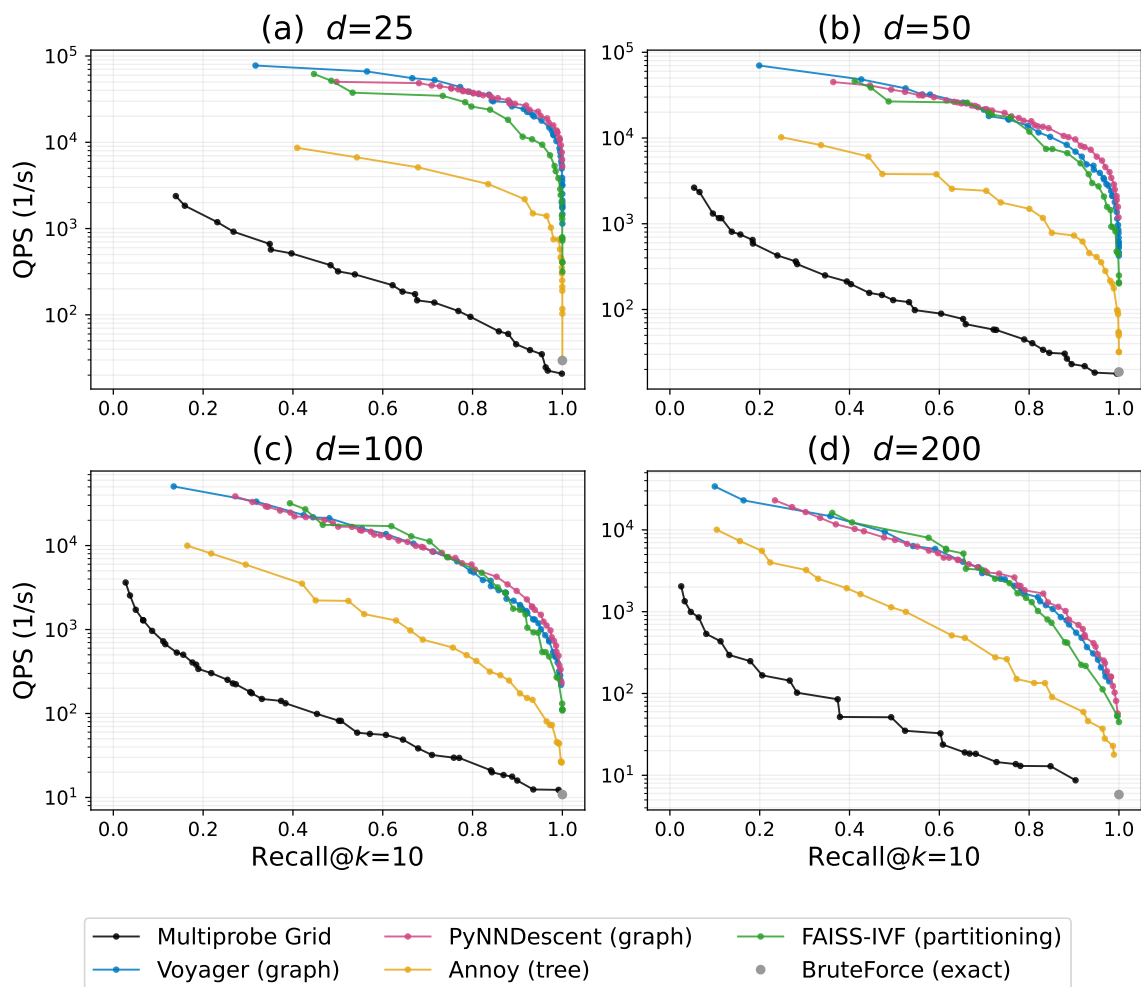 (a) d=25
(b) d=50
QPS (1/s)
10^5
10^4
10^3
10^2
0.0 0.2 0.4 0.6 0.8 1.0
10^5
10^4
10^3
10^2
0.0 0.2 0.4 0.6 0.8 1.0
(c) d=100
(d) d=200
QPS (1/s)
10^4
10^3
10^2
10^1
0.0 0.2 0.4 0.6 0.8 1.0
Recall@k=10
10^4
10^3
10^2
10^1
0.0 0.2 0.4 0.6 0.8 1.0
Recall@k=10
Multiprobe Grid PyNNDescent (graph) FAISS-IVF (partitioning)
Voyager (graph) Annoy (tree) BruteForce (exact)